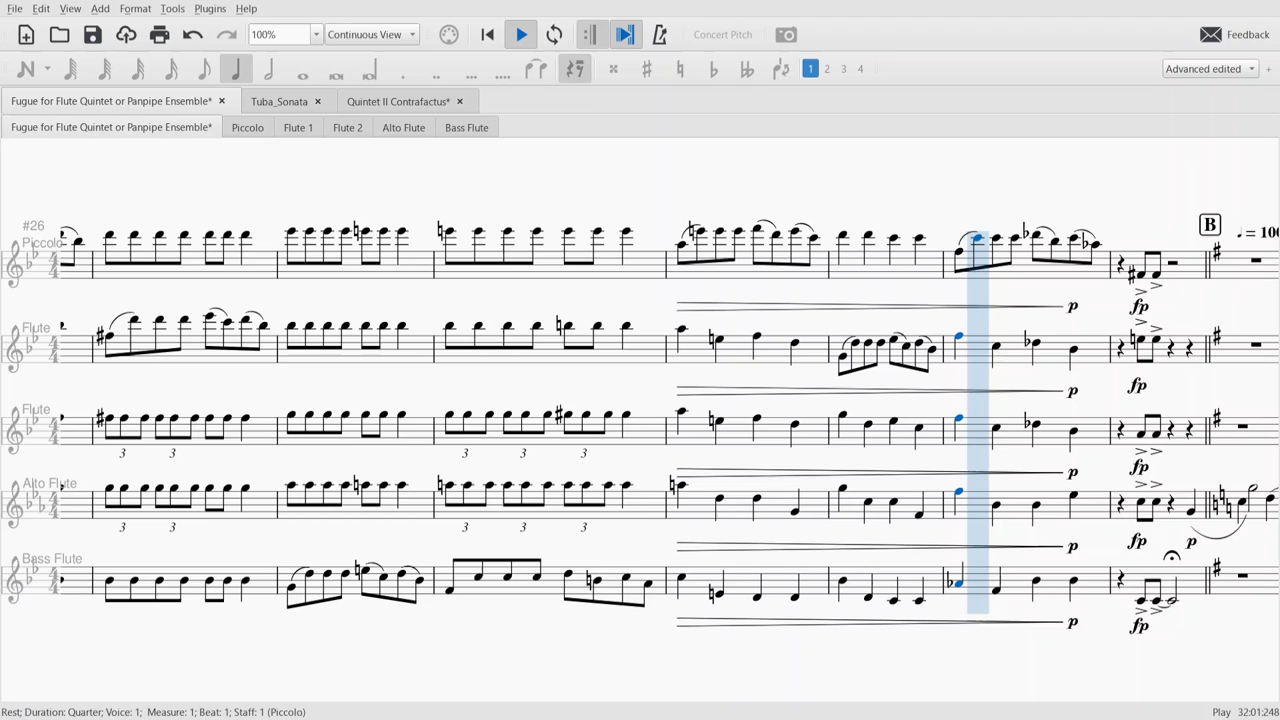 File Edit View Add Format Tools Plugins Help
100% Continuous View Concert Pitch Feedback
1 2 3 4 Advanced edited
Fugue for Flute Quintet or Panpipe Ensemble* Tuba_Sonata Quintet II Contrafactus*
Fugue for Flute Quintet or Panpipe Ensemble* Piccolo Flute 1 Flute 2 Alto Flute Bass Flute
#26 B = 100
Piccolo
p fp
Flute
p fp
Flute
3 3 3 3 3
p fp
Alto Flute
3 3 3 3 3
p fp p
Bass Flute
p fp
Rest; Duration: Quarter; Voice: 1; Measure: 1; Beat: 1; Staff: 1 (Piccolo) Play 32:01:248